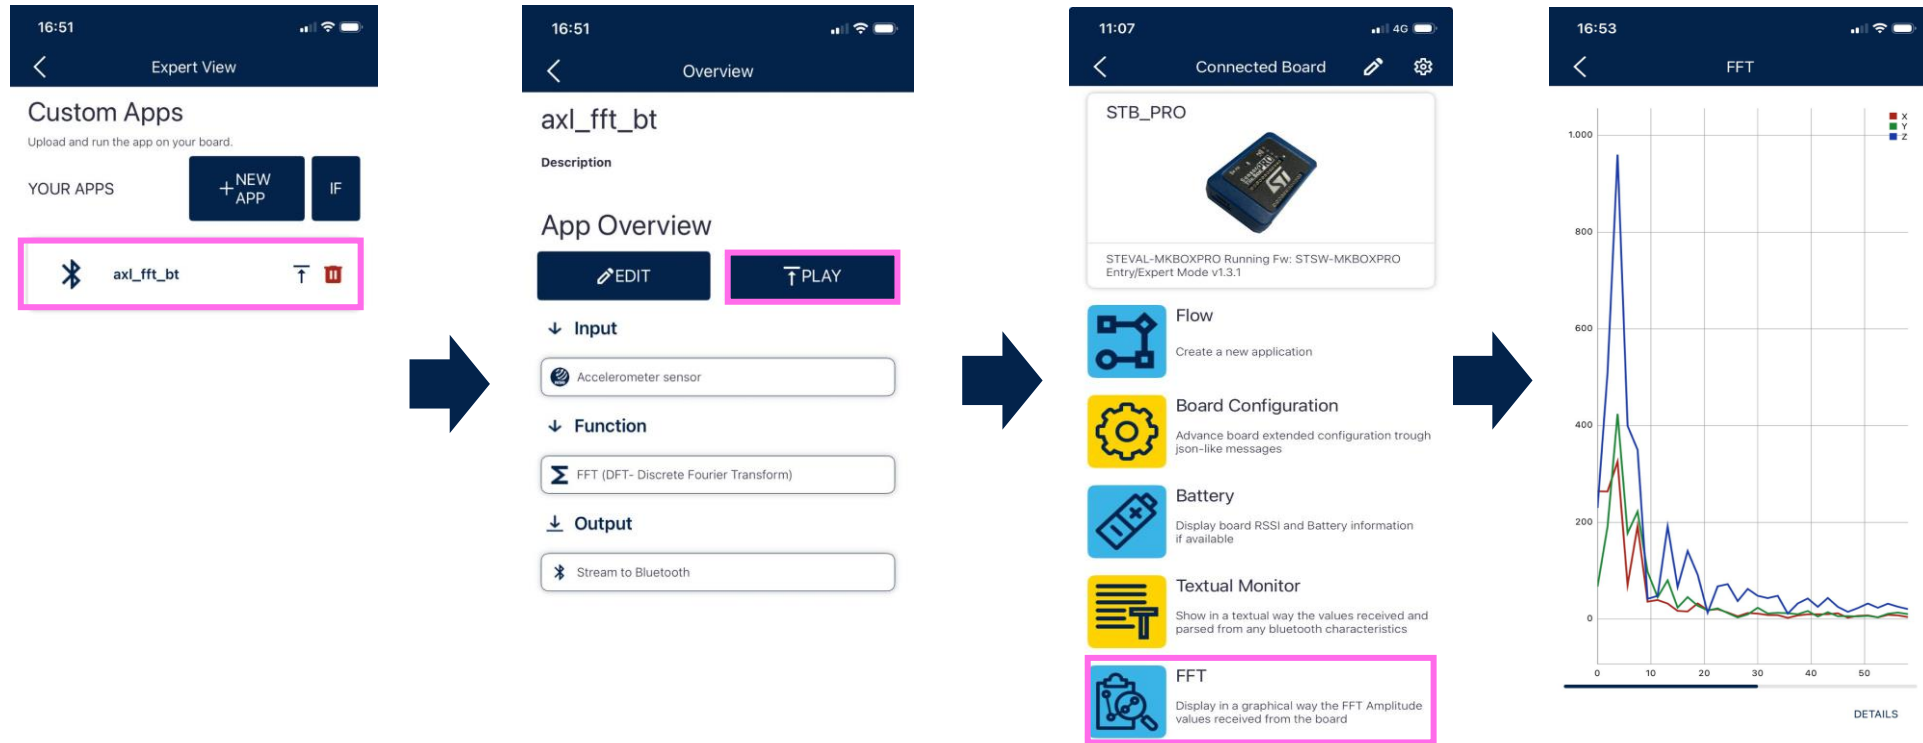 16:51
Expert View
Custom Apps
Upload and run the app on your board.
YOUR APPS
+ NEW
APP
IF
axl_fft_bt
16:51
Overview
axl_fft_bt
Description
App Overview
EDIT
PLAY
Input
Accelerometer sensor
Function
FFT (DFT- Discrete Fourier Transform)
Output
Stream to Bluetooth
11:07
4G
Connected Board
STB_PRO
ST
STEVAL-MKBOXPRO Running Fw: STSW-MKBOXPRO
Entry/Expert Mode v1.3.1
Flow
Create a new application
Board Configuration
Advance board extended configuration trough
json-like messages
Battery
Display board RSSI and Battery information
if available
Textual Monitor
Show in a textual way the values received and
parsed from any bluetooth characteristics
FFT
Display in a graphical way the FFT Amplitude
values received from the board
16:53
FFT
X
Y
Z
1.000
800
600
400
200
0
0 10 20 30 40 50
DETAILS